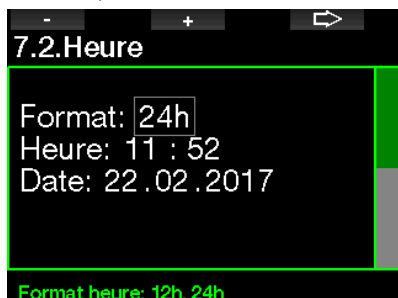 - +
7.2.Heure
Format: 24h
Heure: 11 : 52
Date: 22.02.2017
Format heure: 12h, 24h